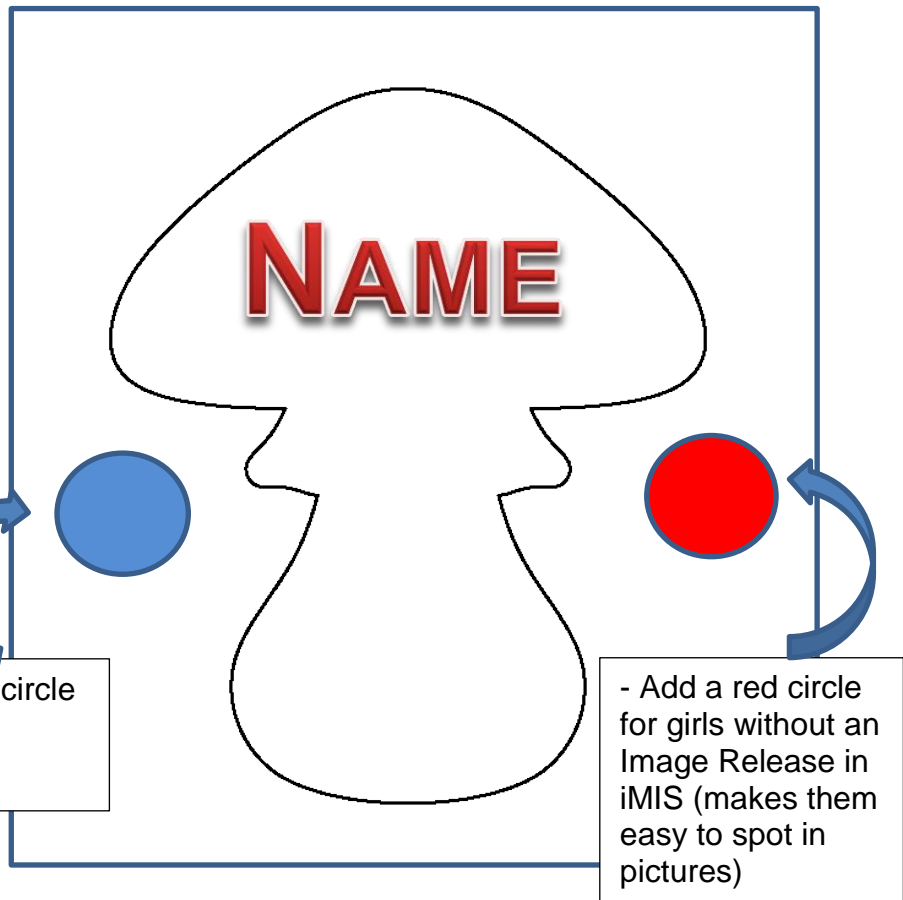 NAME
circle
- Add a red circle
for girls without an
Image Release in
iMIS (makes them
easy to spot in
pictures)